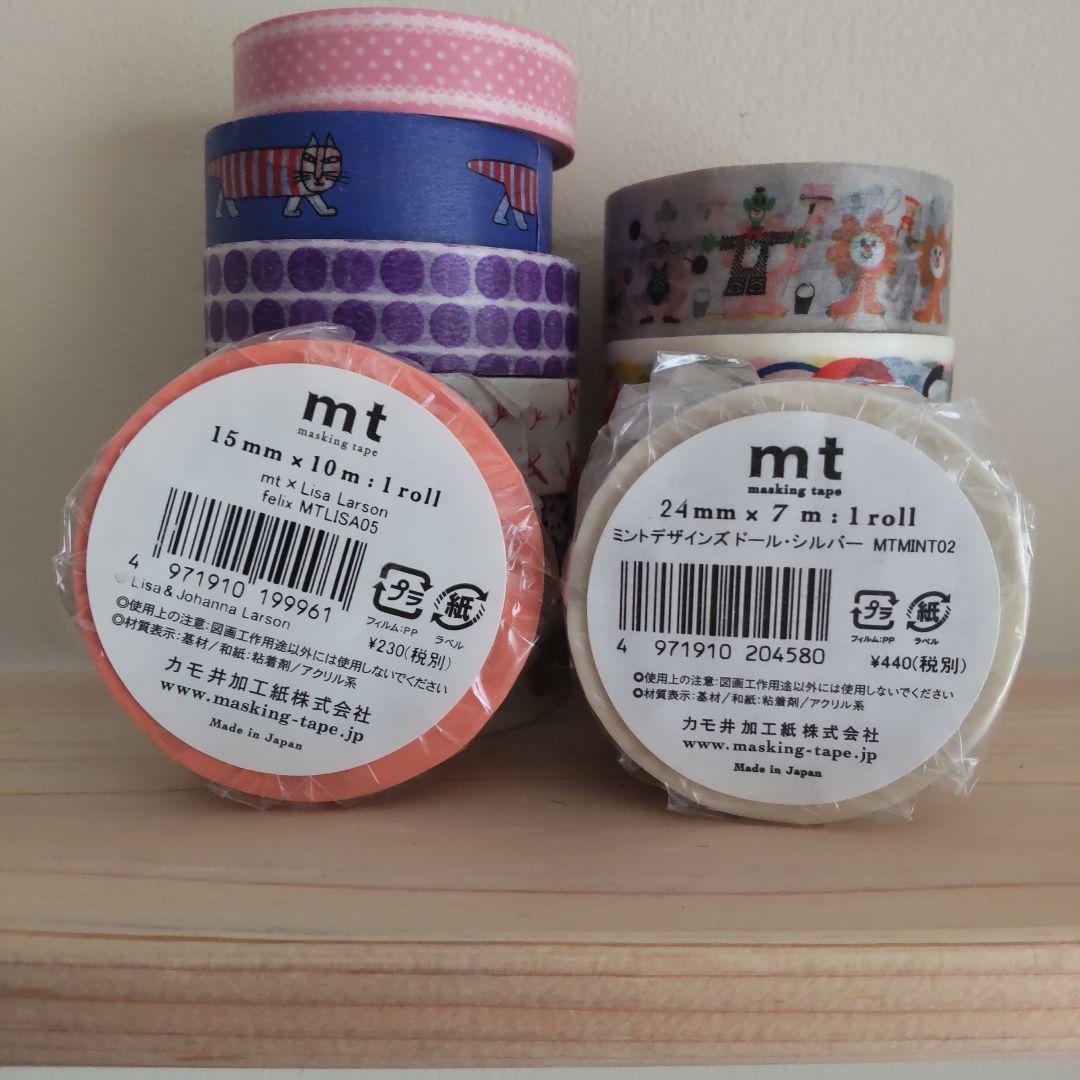 mt
masking tape
15mm × 10m : 1roll
mt × Lisa Larson
felix MTLISA05
4 971910 199961
© Lisa & Johanna Larson
プラ
フィルム:PP
紙
ラベル
¥230(税別)
◎使用上の注意:図画工作用途以外には使用しないでください
◎材質表示:基材/和紙:粘着剤/アクリル系
カモ井加工紙株式会社
www.masking-tape.jp
Made in Japan
mt
masking tape
24mm × 7 m : 1roll
ミントデザインズ ドール・シルバー MTMINT02
4 971910 204580
プラ
フィルム:PP
紙
ラベル
¥440(税別)
◎使用上の注意:図画工作用途以外には使用しないでください
◎材質表示:基材/和紙:粘着剤/アクリル系
カモ井加工紙株式会社
www.masking-tape.jp
Made in Japan